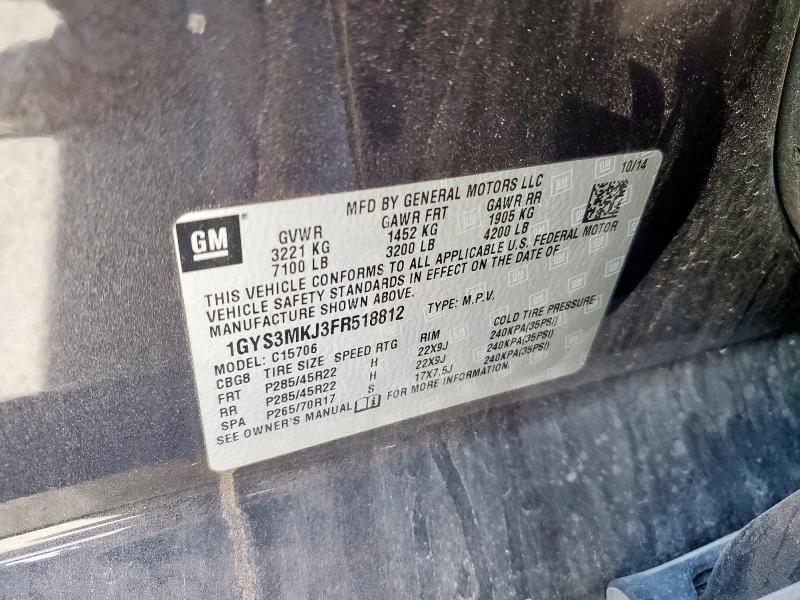 MFD BY GENERAL MOTORS LLC 10/14
GM
GVWR GAWR FRT GAWR RR
3221 KG 1452 KG 1905 KG
7100 LB 3200 LB 4200 LB
THIS VEHICLE CONFORMS TO ALL APPLICABLE U.S. FEDERAL MOTOR
VEHICLE SAFETY STANDARDS IN EFFECT ON THE DATE OF
MANUFACTURE SHOWN ABOVE.
1GYS3MKJ3FR518812 TYPE: M.P.V.
MODEL: C15706
CBG8 TIRE SIZE SPEED RTG RIM COLD TIRE PRESSURE
FRT P285/45R22 H 22X9J 240KPA(35PSI)
RR P285/45R22 H 22X9J 240KPA(35PSI)
SPA P265/70R17 S 17X7.5J 240KPA(35PSI)
SEE OWNER'S MANUAL FOR MORE INFORMATION.